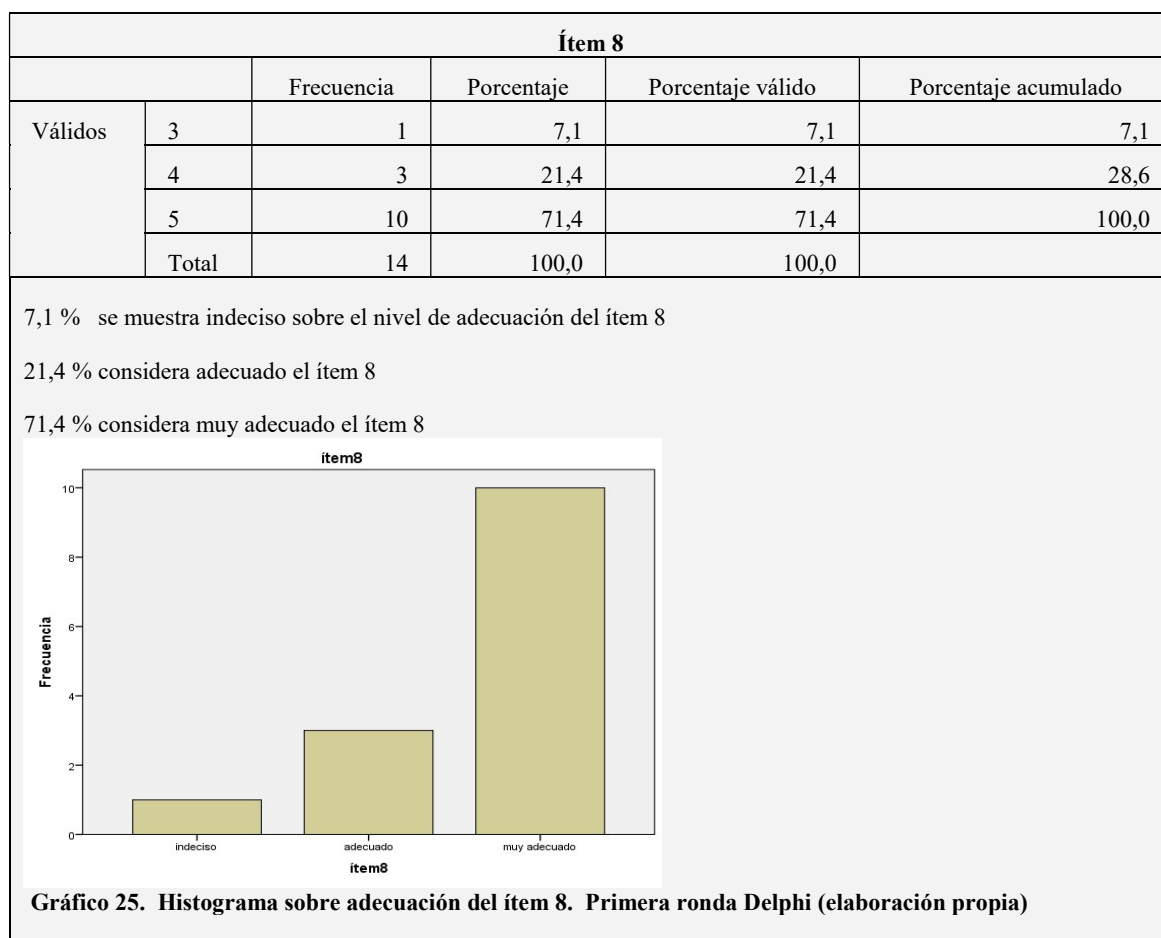 Ítem 8
Frecuencia Porcentaje Porcentaje válido Porcentaje acumulado
Válidos 3 1 7,1 7,1 7,1
4 3 21,4 21,4 28,6
5 10 71,4 71,4 100,0
Total 14 100,0 100,0
7,1 % se muestra indeciso sobre el nivel de adecuación del ítem 8
21,4 % considera adecuado el ítem 8
71,4 % considera muy adecuado el ítem 8
ítem8
10
8
6
4
2
0
Frecuencia
indeciso adecuado muy adecuado
ítem8
Gráfico 25. Histograma sobre adecuación del ítem 8. Primera ronda Delphi (elaboración propia)